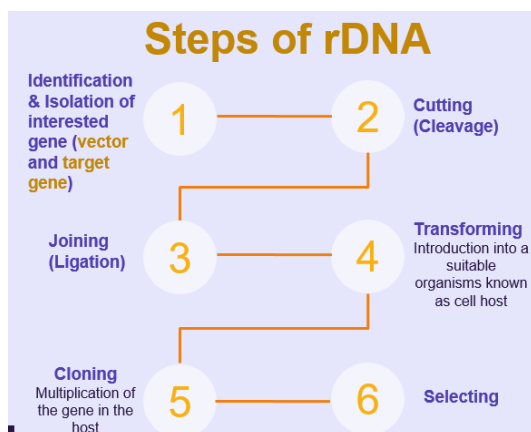 Steps of rDNA
Identification
& Isolation of
interested
gene (vector
and target
gene)
1
2
Cutting
(Cleavage)
Joining
(Ligation)
3
4
Transforming
Introduction into a
suitable
organisms known
as cell host
Cloning
Multiplication of
the gene in the
host
5
6
Selecting